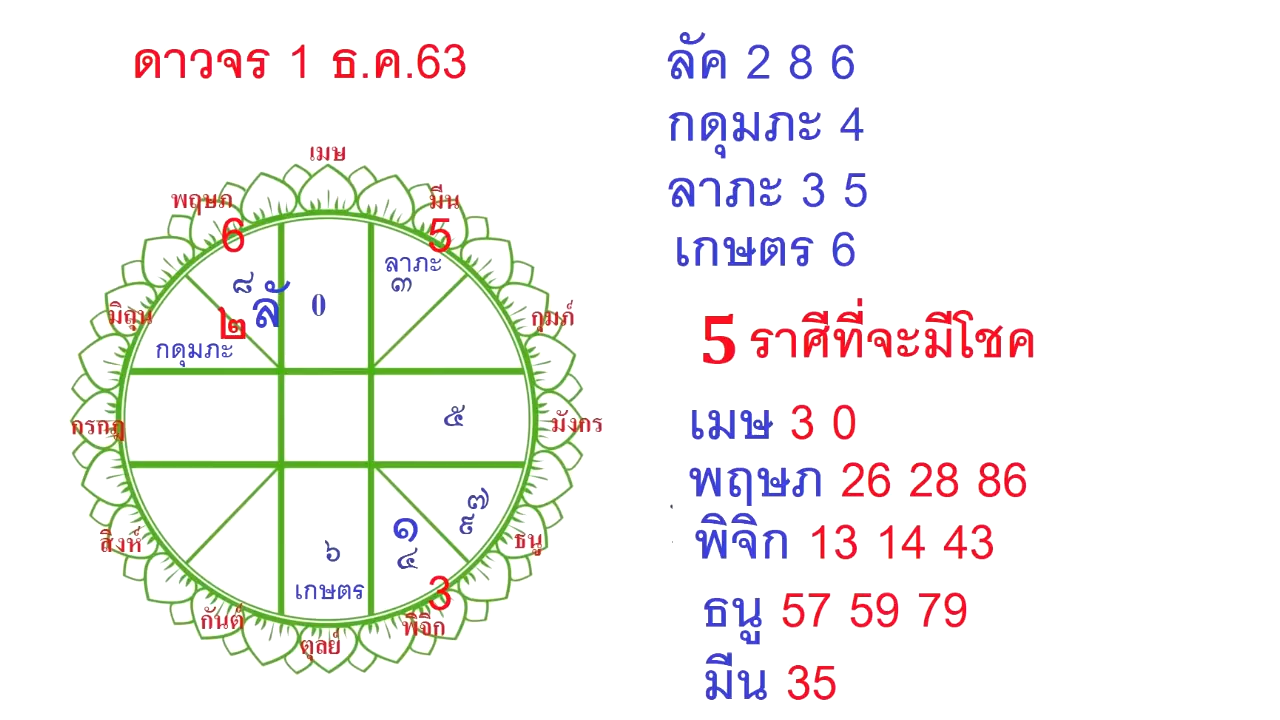 ดาวจร 1 ธ.ค.63
เมษ
พฤษภ
มีน
6
5
ลาภะ
๘
๓
ลั
0
๒
มิถุน
กุมภ์
กดุมภะ
กรกฎ
๕
มังกร
๗
๙
๑
สิงห์
ธนู
๖
๔
เกษตร
3
กันต์
พิจิก
ตุลย์
ลัค 2 8 6
กดุมภะ 4
ลาภะ 3 5
เกษตร 6
5 ราศีที่จะมีโชค
เมษ 3 0
พฤษภ 26 28 86
พิจิก 13 14 43
ธนู 57 59 79
มีน 35